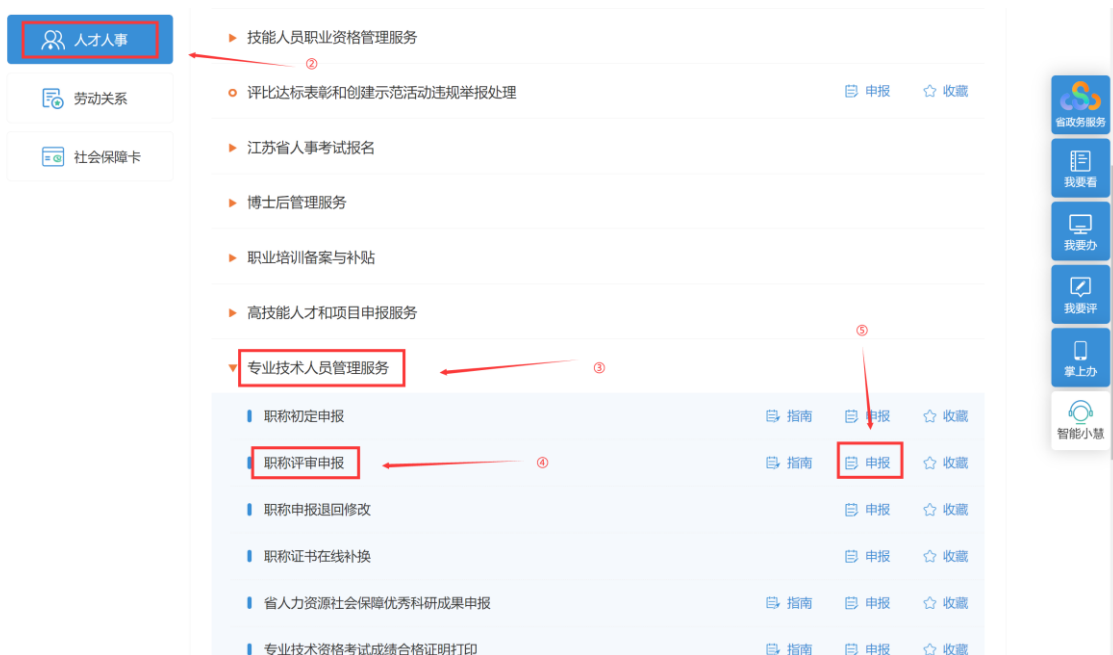 人才人事
劳动关系
社会保障卡
技能人员职业资格管理服务
②
评比达标表彰和创建示范活动违规举报处理 申报 收藏
江苏省人事考试报名
博士后管理服务
职业培训备案与补贴
高技能人才和项目申报服务
⑤
专业技术人员管理服务 ③
职称初定申报 指南 申报 收藏
职称评审申报 ④ 指南 申报 收藏
职称申报退回修改 申报 收藏
职称证书在线补换 申报 收藏
省人力资源社会保障优秀科研成果申报 指南 申报 收藏
专业技术资格考试成绩合格证明打印 指南 申报 收藏
省政务服务
我要看
我要办
我要评
掌上办
智能小慧